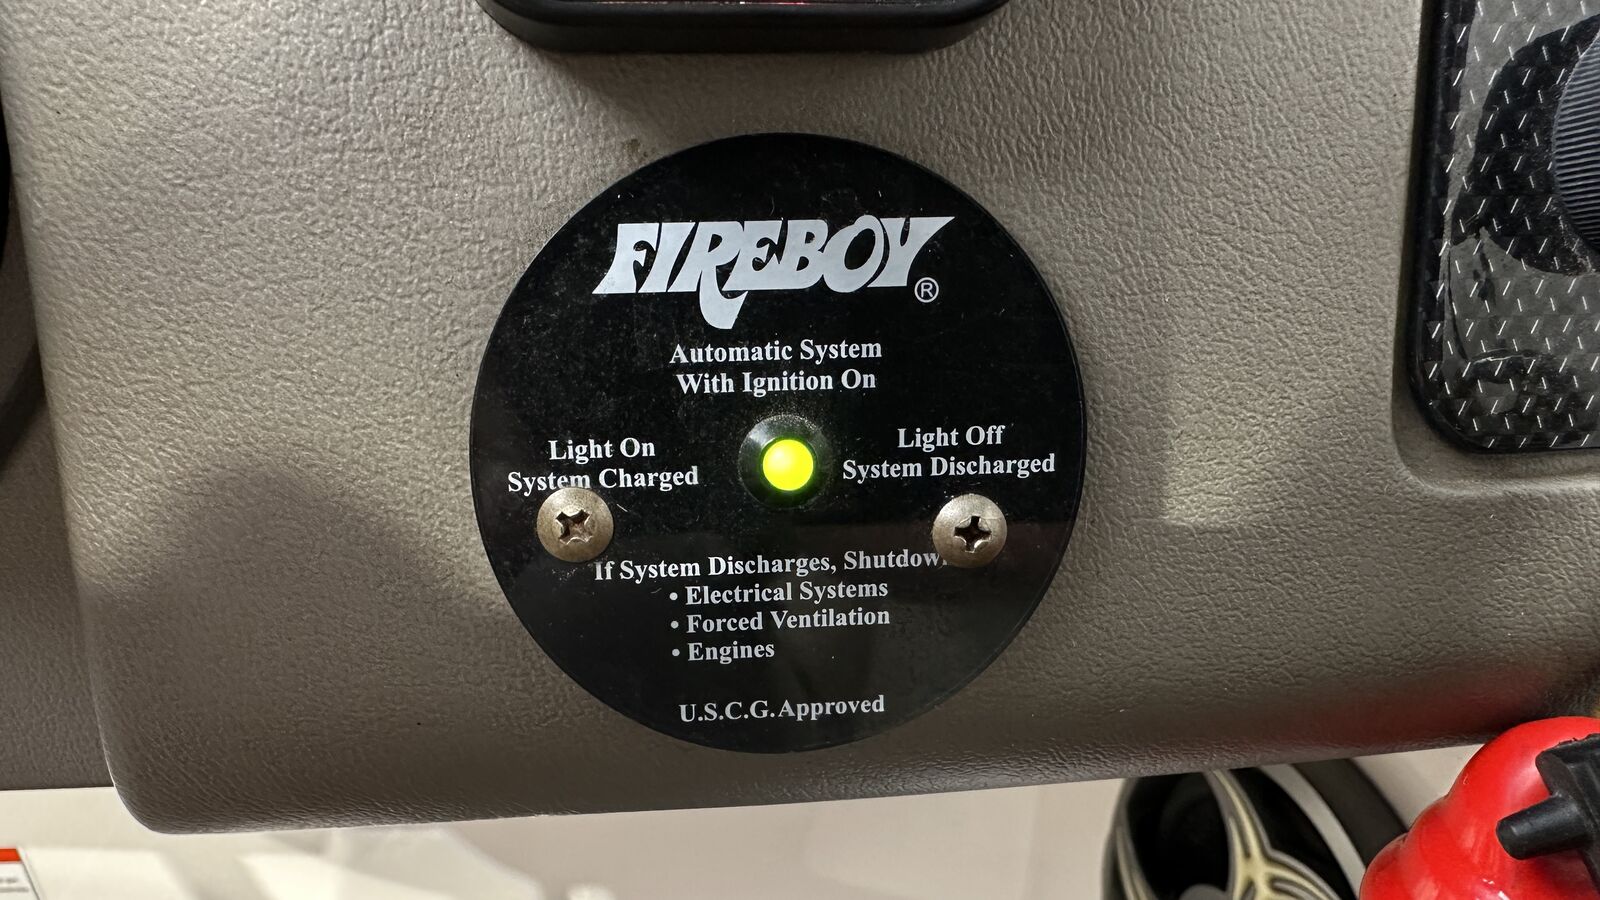 FIREBOY®
Automatic System
With Ignition On
Light On
System Charged
Light Off
System Discharged
If System Discharges, Shutdown
• Electrical Systems
• Forced Ventilation
• Engines
U.S.C.G. Approved